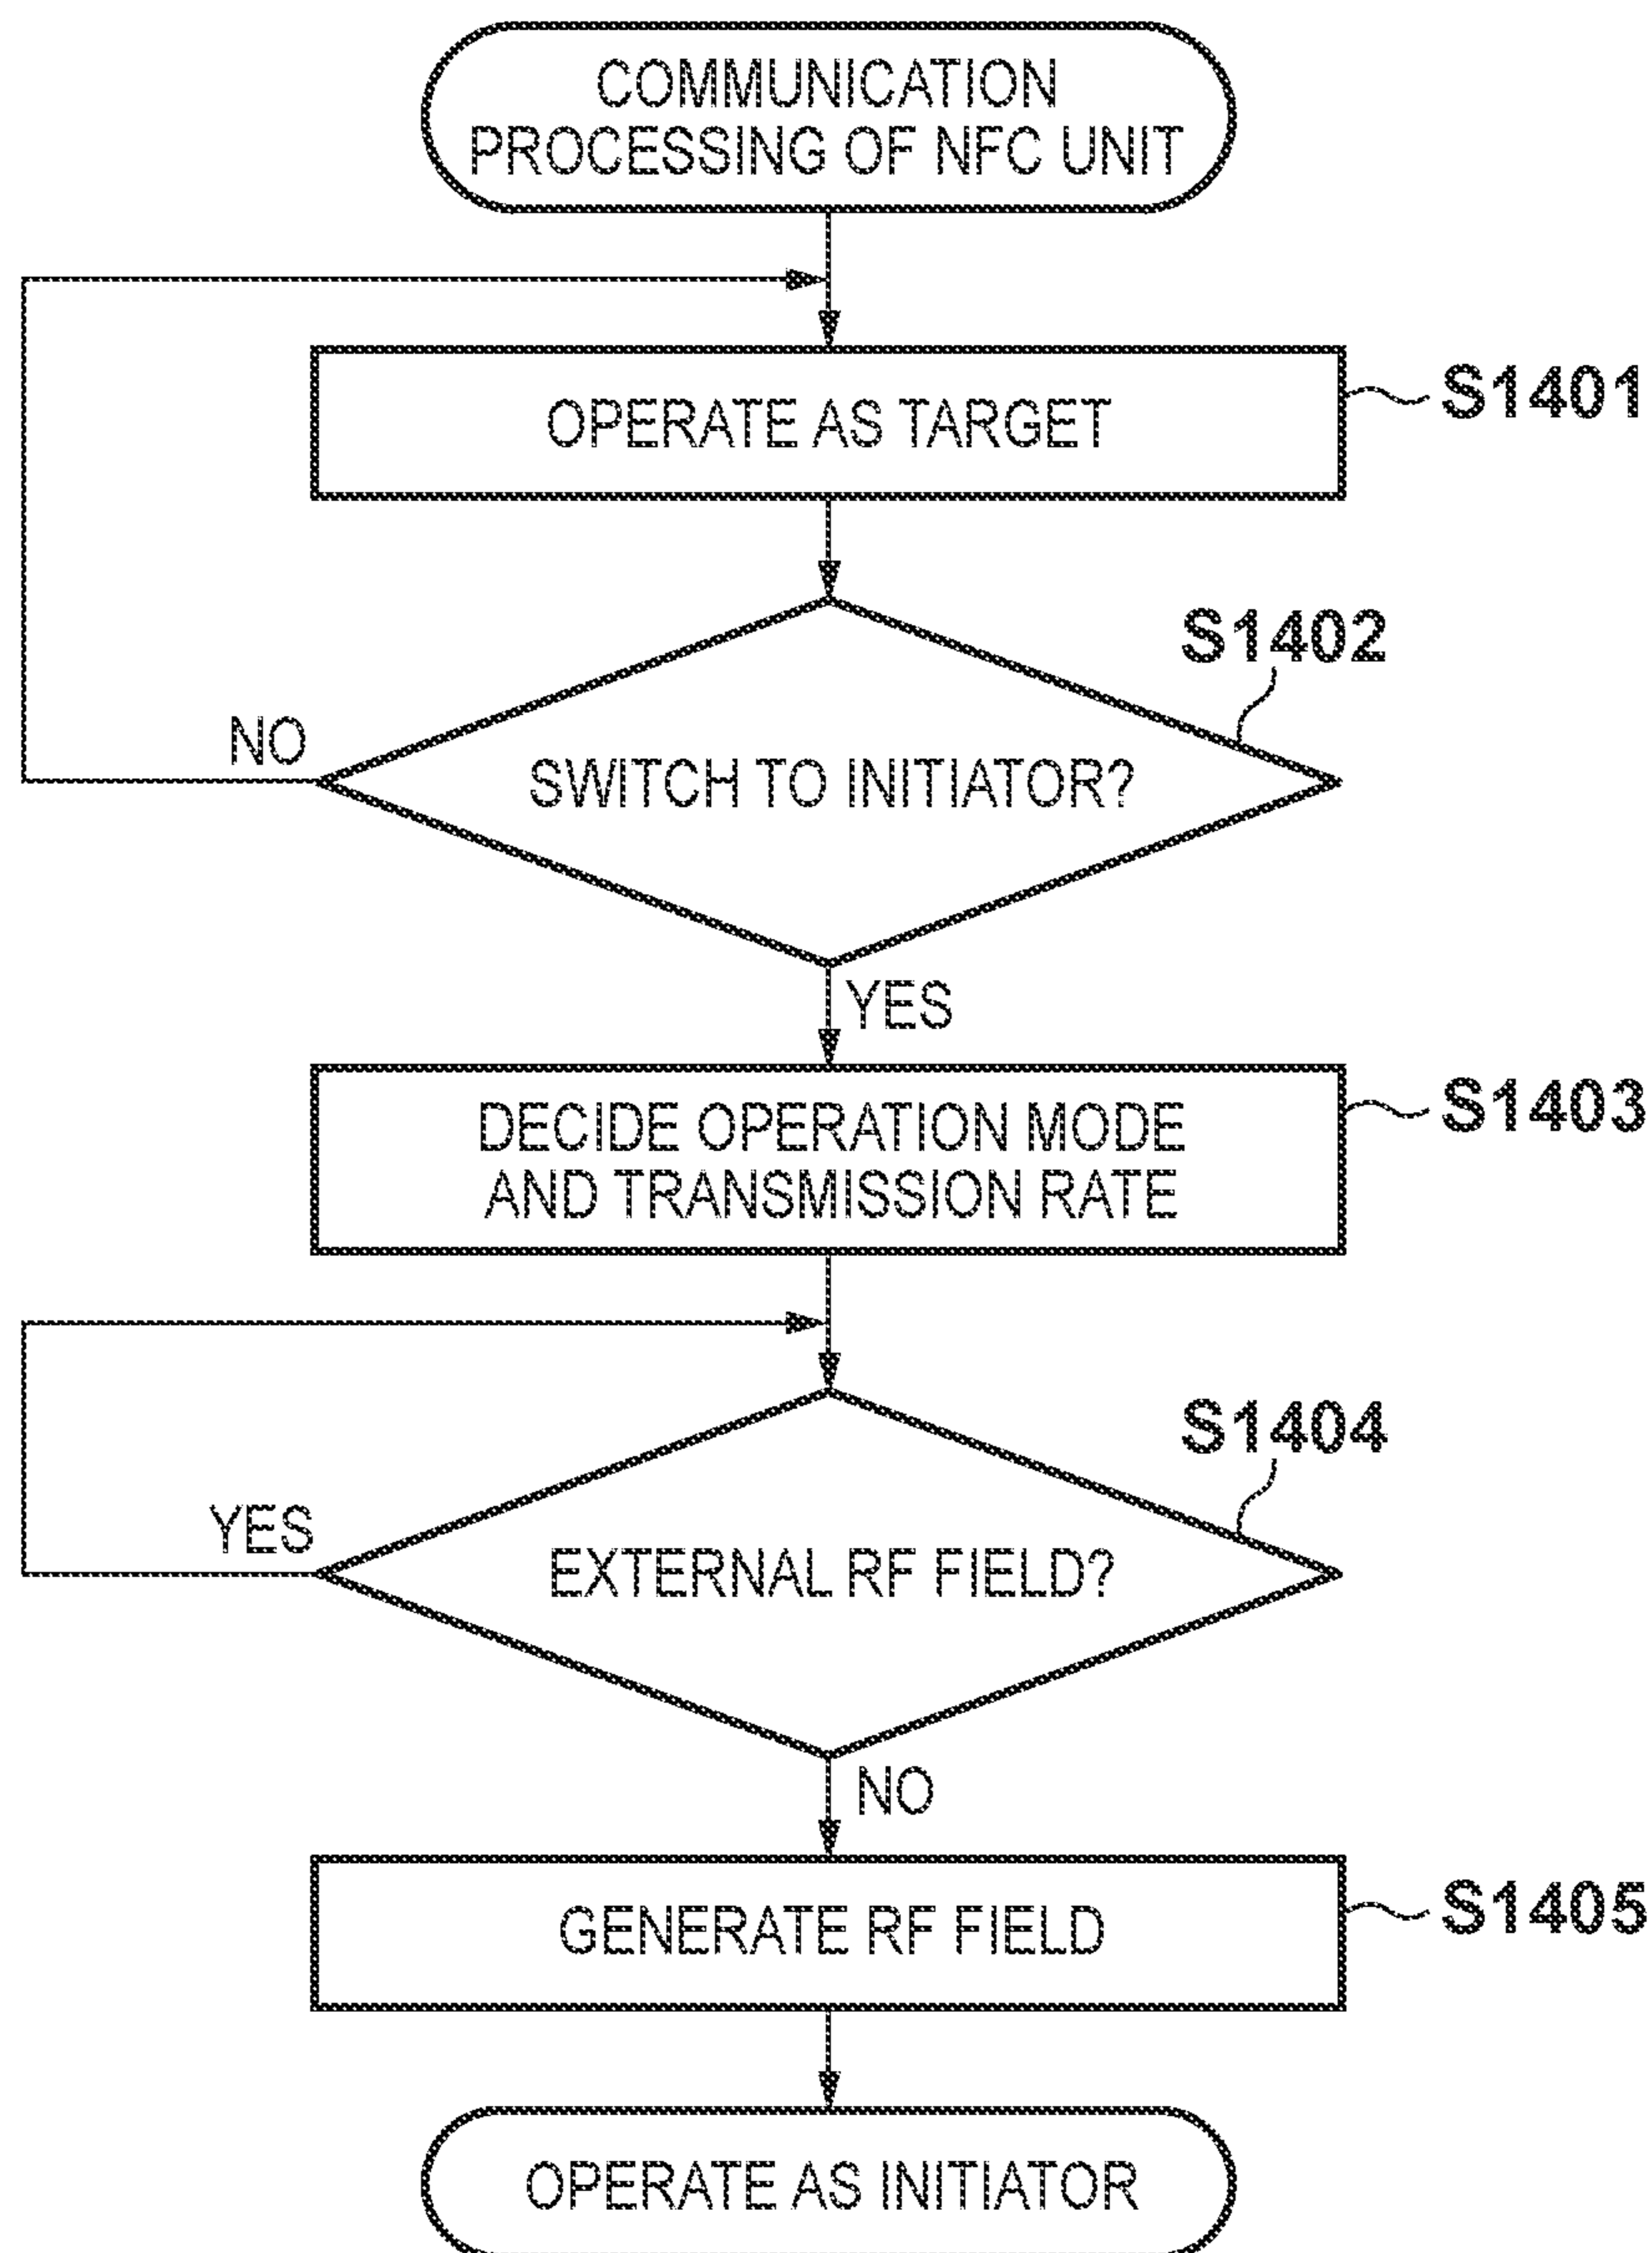 COMMUNICATION
PROCESSING OF NFC UNIT
OPERATE AS TARGET
S1401
S1402
NO
SWITCH TO INITIATOR?
YES
DECIDE OPERATION MODE
AND TRANSMISSION RATE
S1403
S1404
YES
EXTERNAL RF FIELD?
NO
GENERATE RF FIELD
S1405
OPERATE AS INITIATOR